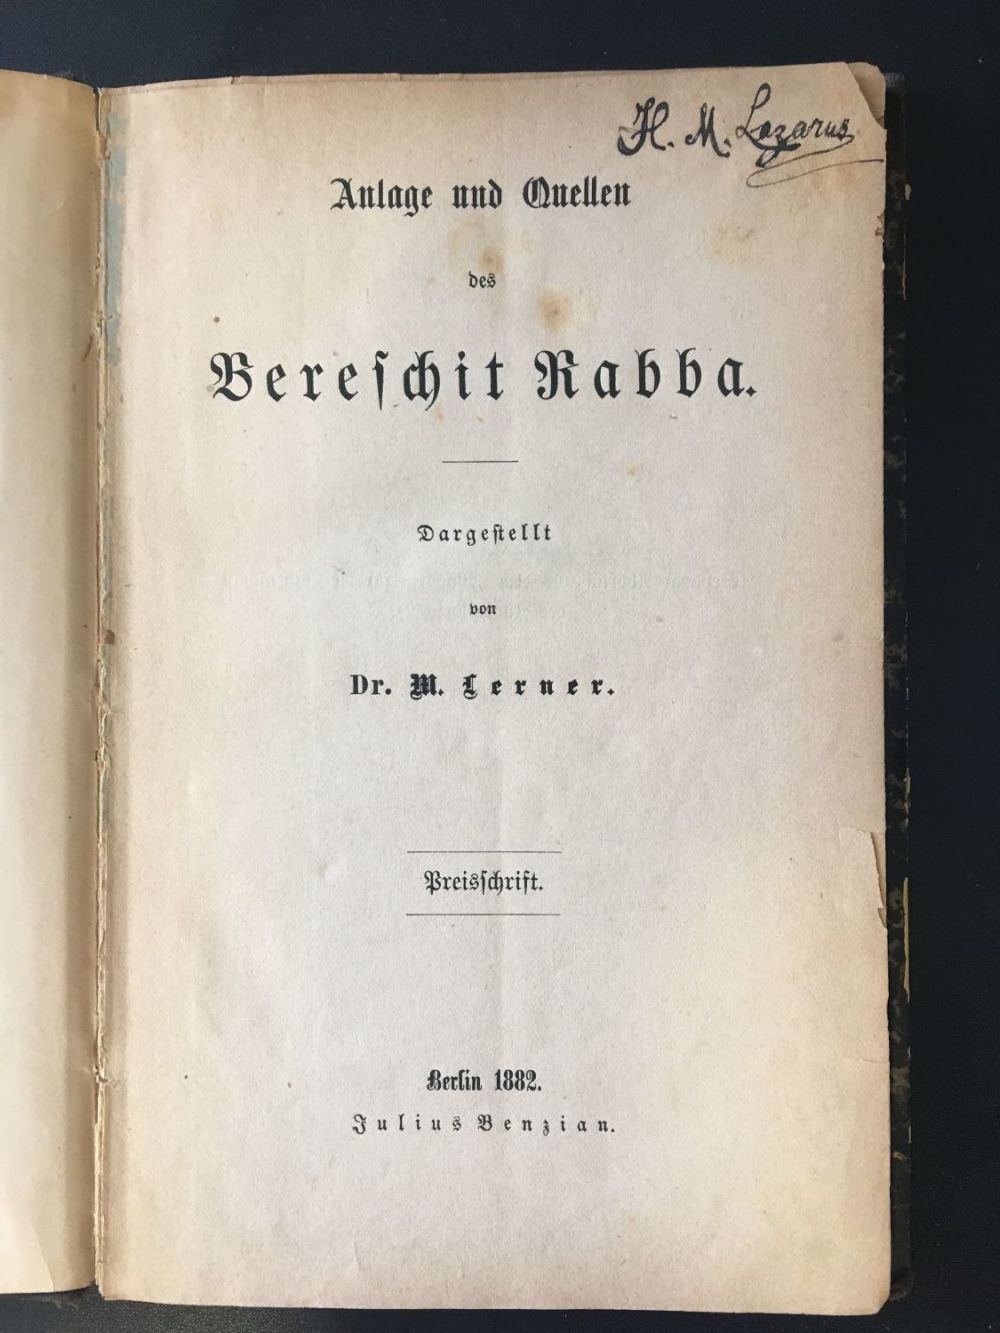 H. M. Lazarus
Anlage und Quellen
des
Bereſchit Rabba.
Dargeſtellt
von
Dr. M. Lerner.
Preisſchrift.
Berlin 1882.
Julius Benzian.